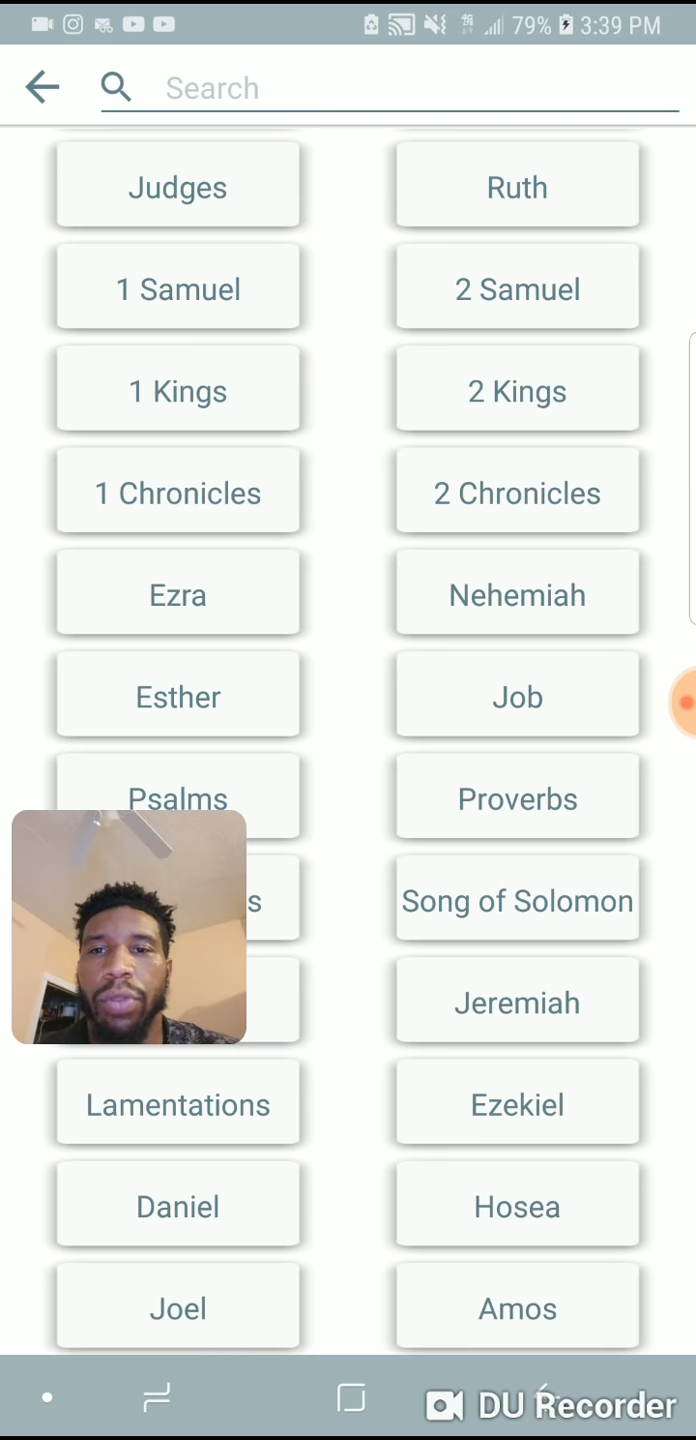 79% 3:39 PM
Search
Judges Ruth
1 Samuel 2 Samuel
1 Kings 2 Kings
1 Chronicles 2 Chronicles
Ezra Nehemiah
Esther Job
Psalms Proverbs
s Song of Solomon
Jeremiah
Lamentations Ezekiel
Daniel Hosea
Joel Amos
DU Recorder